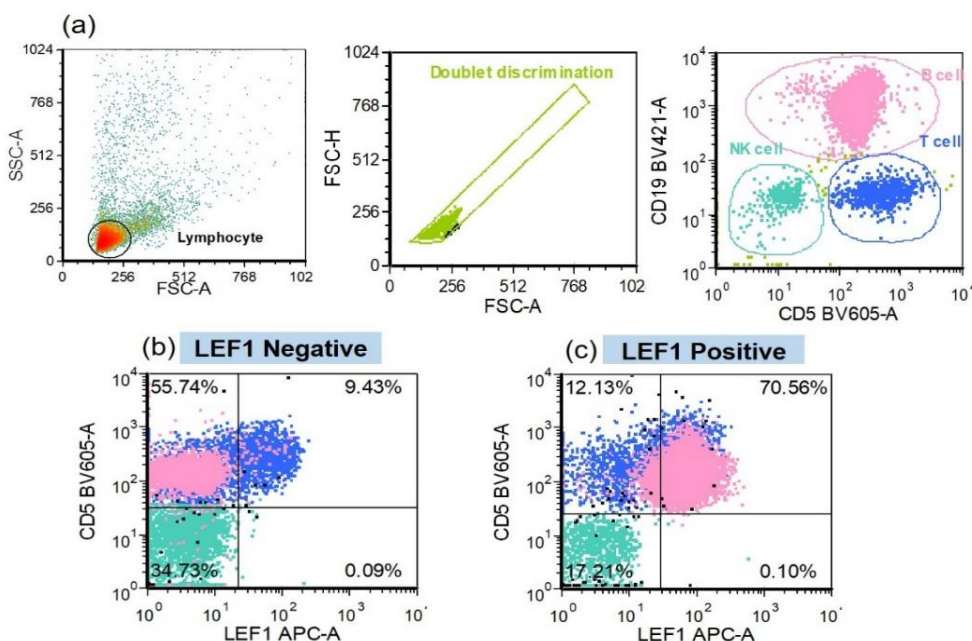 (a)
1024
768
512
256
0
SSC-A
Lymphocyte
0 256 512 768 102
FSC-A
1024
768
512
256
0
FSC-H
Doublet discrimination
0 256 512 768 102
FSC-A
10^4
10^3
10^2
10^1
10^0
CD19 BV421-A
B cell
NK cell
T cell
10^0 10^1 10^2 10^3 10^4
CD5 BV605-A
(b) LEF1 Negative
10^4
10^3
10^2
10^1
10^0
CD5 BV605-A
55.74% 9.43%
34.73% 0.09%
10^0 10^1 10^2 10^3 10^4
LEF1 APC-A
(c) LEF1 Positive
10^4
10^3
10^2
10^1
10^0
CD5 BV605-A
12.13% 70.56%
17.21% 0.10%
10^0 10^1 10^2 10^3 10^4
LEF1 APC-A